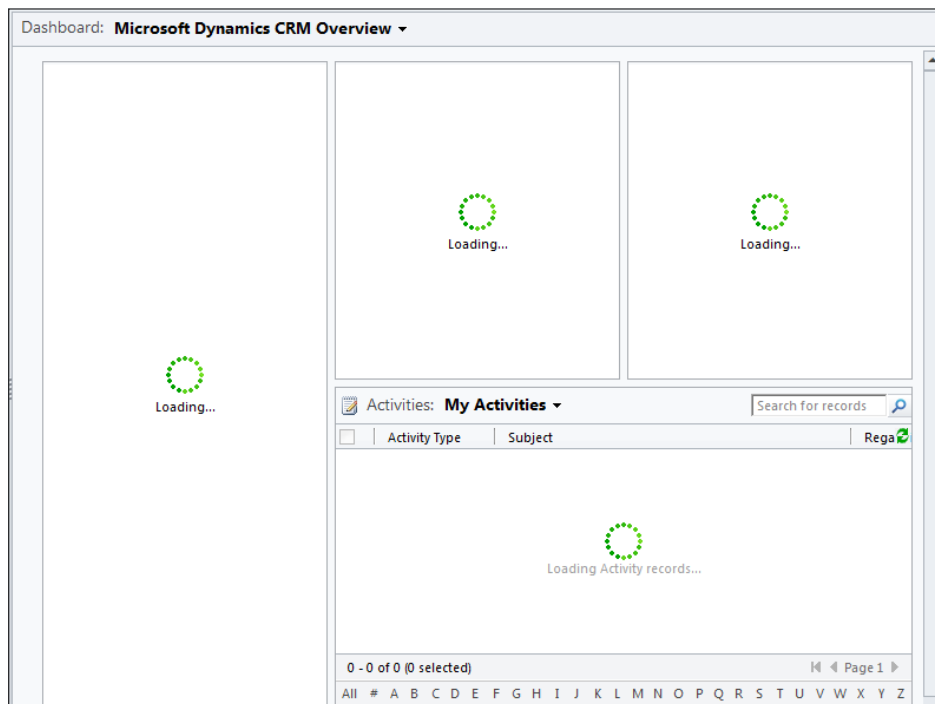 Dashboard: Microsoft Dynamics CRM Overview
Loading...
Loading...
Loading...
Activities: My Activities
Search for records
Activity Type Subject Rega
Loading Activity records...
0 - 0 of 0 (0 selected) Page 1
All # A B C D E F G H I J K L M N O P Q R S T U V W X Y Z